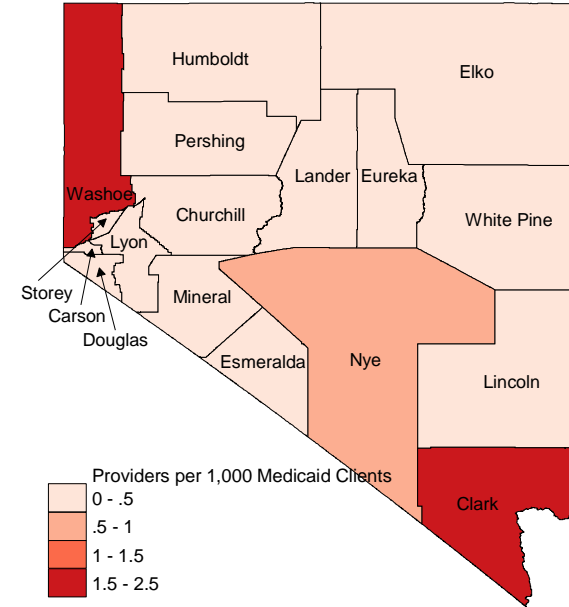 Humboldt
Elko
Pershing
Lander
Eureka
Washoe
Churchill
White Pine
Lyon
Storey
Carson
Douglas
Mineral
Esmeralda
Nye
Lincoln
Clark
Providers per 1,000 Medicaid Clients
0 - .5
.5 - 1
1 - 1.5
1.5 - 2.5